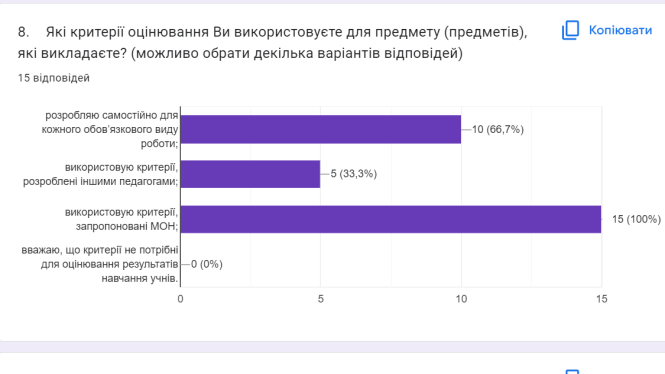 8. Які критерії оцінювання Ви використовуєте для предмету (предметів),
які викладаєте? (можливо обрати декілька варіантів відповідей)
Копіювати
15 відповідей
розробляю самостійно для
кожного обов'язкового виду
роботи;
10 (66,7%)
використовую критерії,
розроблені іншими педагогами;
5 (33,3%)
використовую критерії,
запропоновані МОН;
15 (100%)
вважаю, що критерії не потрібні
для оцінювання результатів
навчання учнів.
0 (0%)
0
5
10
15